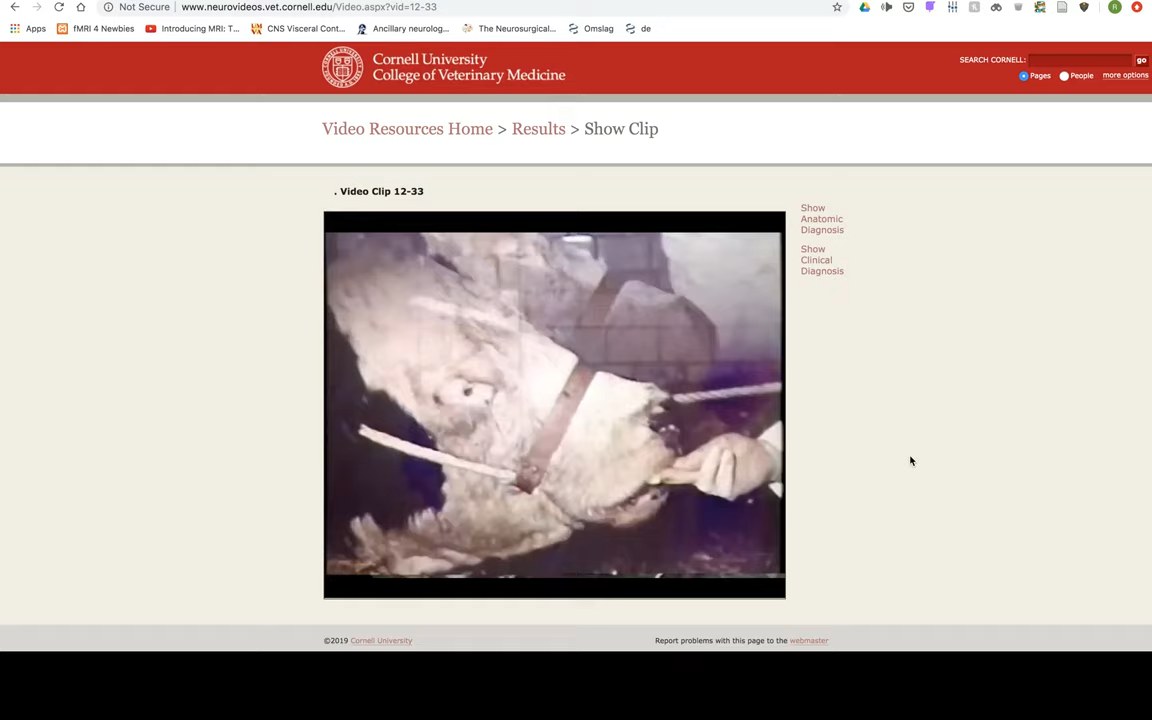 Not Secure www.neurovideos.vet.cornell.edu/Video.aspx?vid=12-33
Apps fMRI 4 Newbies Introducing MRI: T... CNS Visceral Cont... Ancillary neurolog... The Neurosurgical... Omslag de
Cornell University
College of Veterinary Medicine
SEARCH CORNELL: go
Pages People more options
Video Resources Home > Results > Show Clip
. Video Clip 12-33
Show
Anatomic
Diagnosis
Show
Clinical
Diagnosis
©2019 Cornell University Report problems with this page to the webmaster